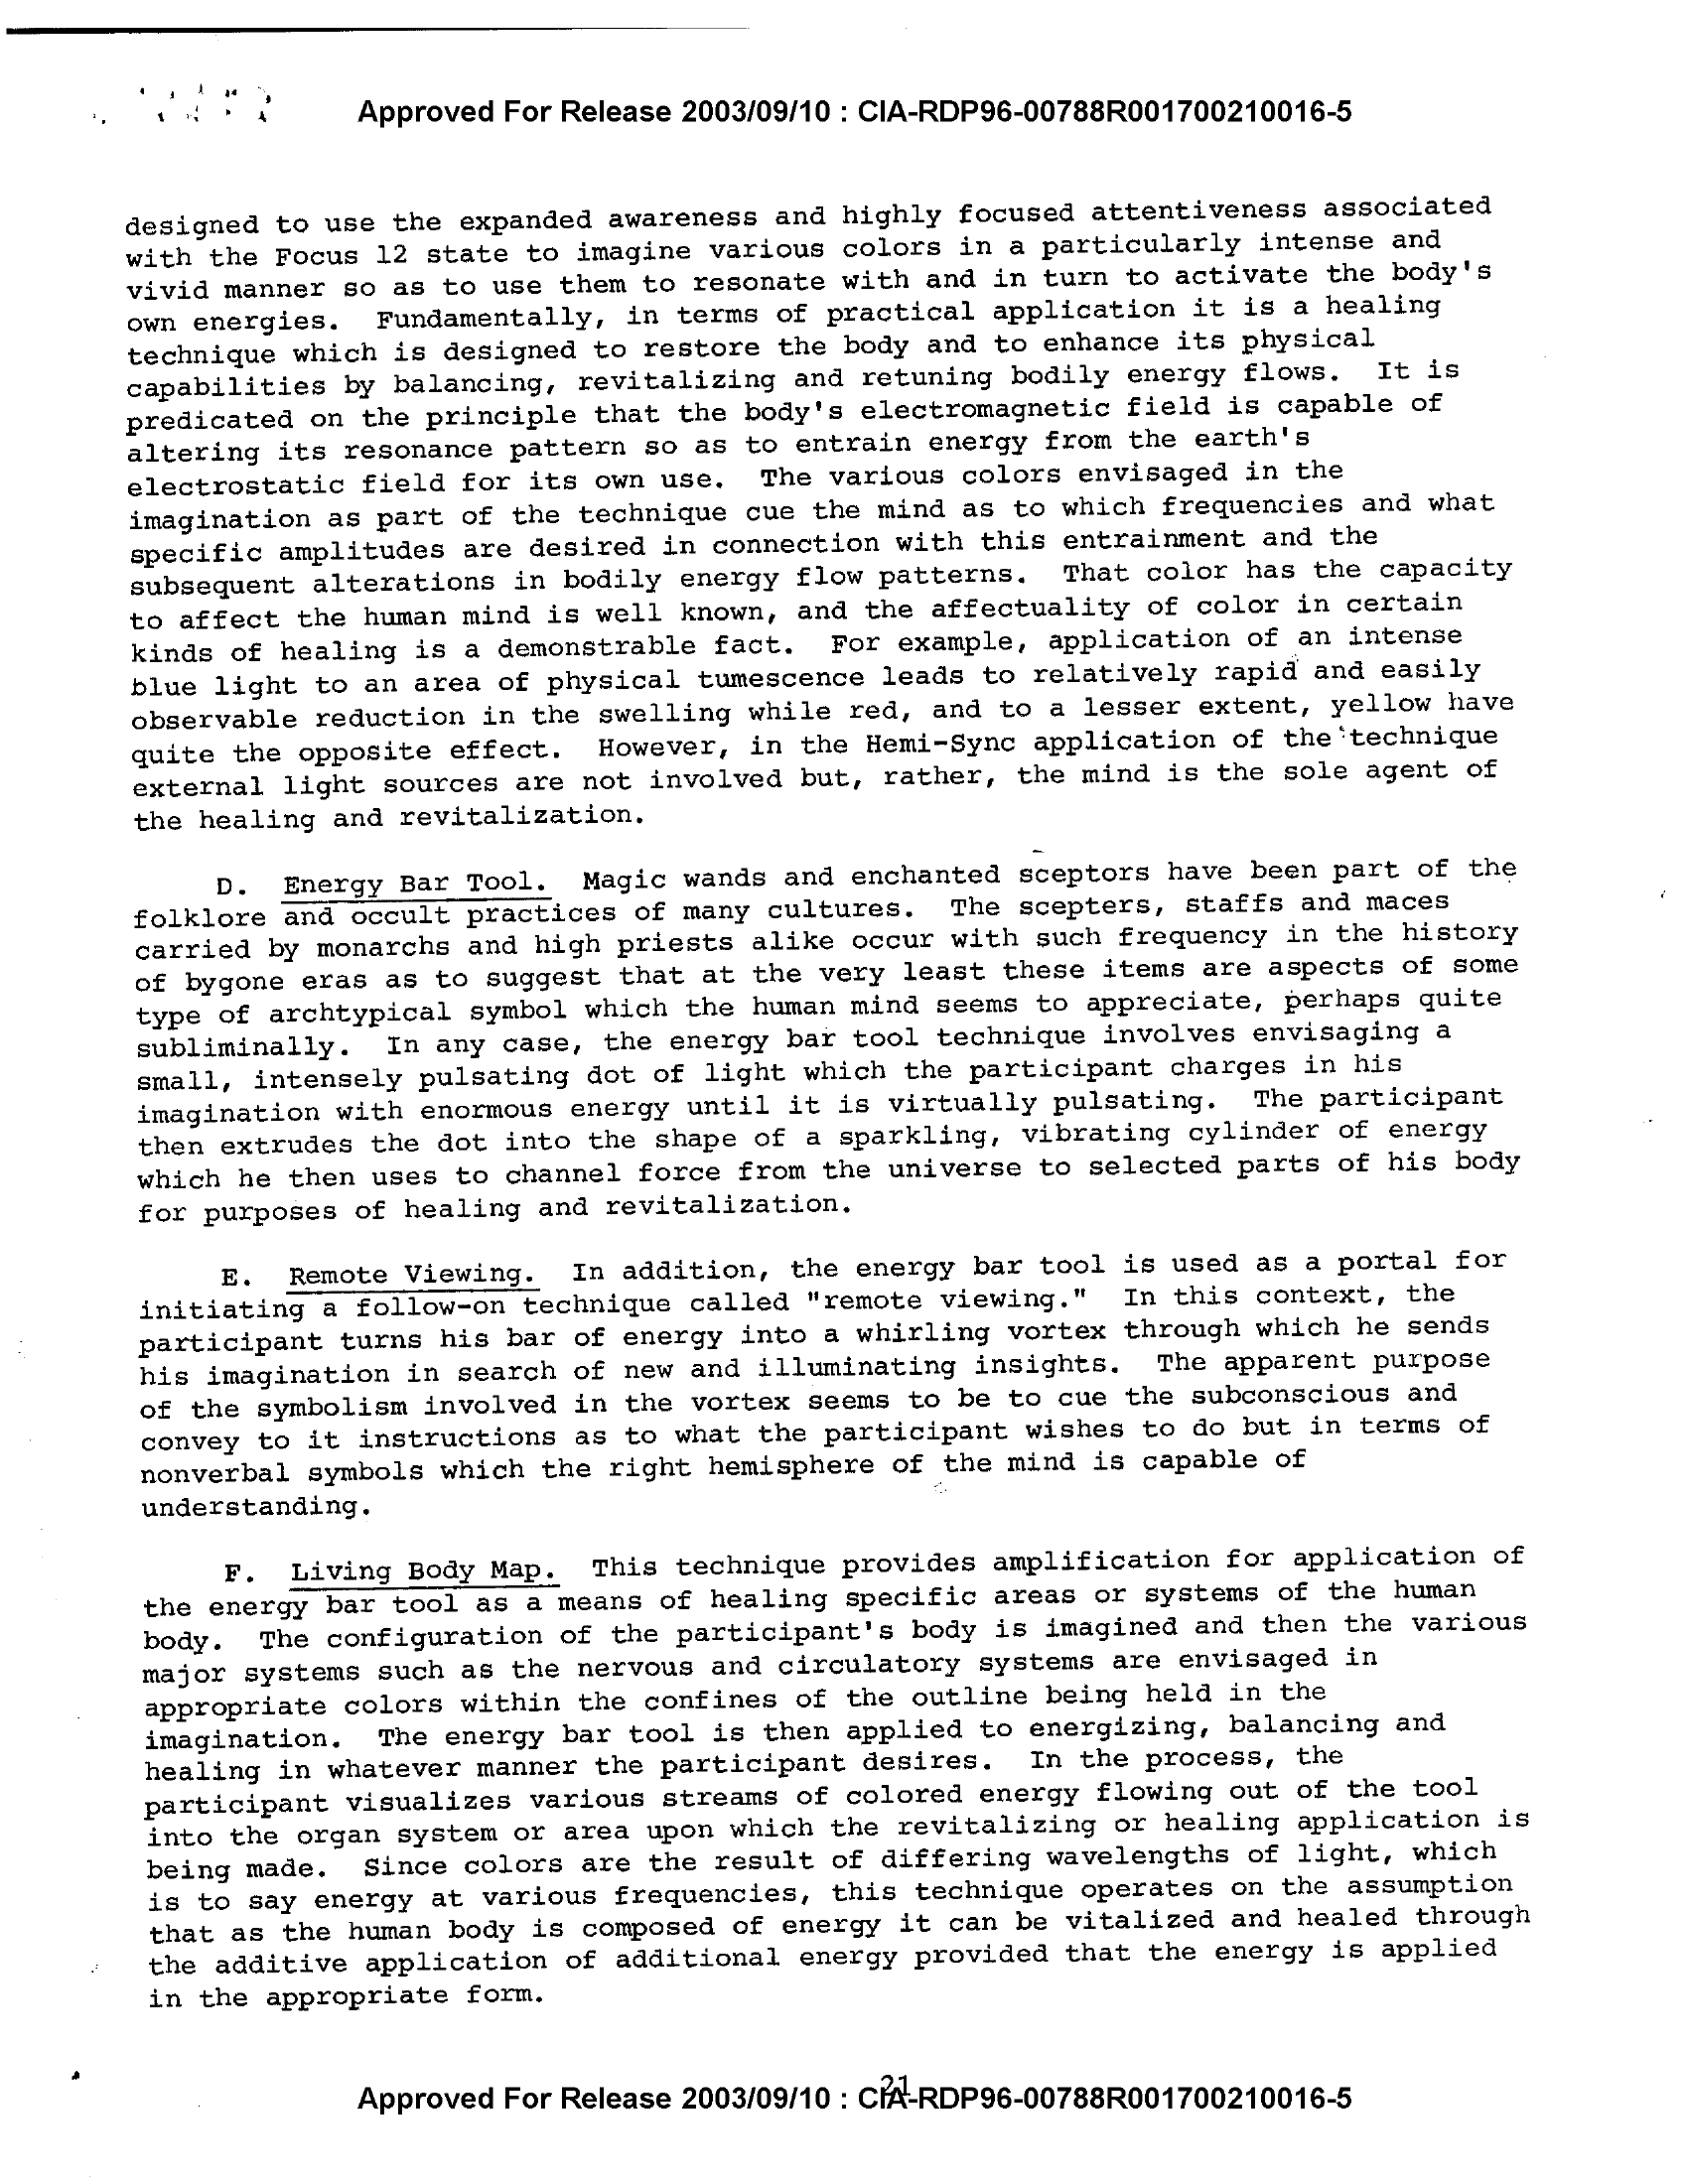 Approved For Release 2003/09/10 : CIA-RDP96-00788R001700210016-5
designed to use the expanded awareness and highly focused attentiveness associated
with the Focus 12 state to imagine various colors in a particularly intense and
vivid manner so as to use them to resonate with and in turn to activate the body's
own energies. Fundamentally, in terms of practical application it is a healing
technique which is designed to restore the body and to enhance its physical
capabilities by balancing, revitalizing and retuning bodily energy flows. It is
predicated on the principle that the body's electromagnetic field is capable of
altering its resonance pattern so as to entrain energy from the earth's
electrostatic field for its own use. The various colors envisaged in the
imagination as part of the technique cue the mind as to which frequencies and what
specific amplitudes are desired in connection with this entrainment and the
subsequent alterations in bodily energy flow patterns. That color has the capacity
to affect the human mind is well known, and the affectuality of color in certain
kinds of healing is a demonstrable fact. For example, application of an intense
blue light to an area of physical tumescence leads to relatively rapid and easily
observable reduction in the swelling while red, and to a lesser extent, yellow have
quite the opposite effect. However, in the Hemi-Sync application of the technique
external light sources are not involved but, rather, the mind is the sole agent of
the healing and revitalization.
D. Energy Bar Tool. Magic wands and enchanted sceptors have been part of the
folklore and occult practices of many cultures. The scepters, staffs and maces
carried by monarchs and high priests alike occur with such frequency in the history
of bygone eras as to suggest that at the very least these items are aspects of some
type of archtypical symbol which the human mind seems to appreciate, perhaps quite
subliminally. In any case, the energy bar tool technique involves envisaging a
small, intensely pulsating dot of light which the participant charges in his
imagination with enormous energy until it is virtually pulsating. The participant
then extrudes the dot into the shape of a sparkling, vibrating cylinder of energy
which he then uses to channel force from the universe to selected parts of his body
for purposes of healing and revitalization.
E. Remote Viewing. In addition, the energy bar tool is used as a portal for
initiating a follow-on technique called "remote viewing." In this context, the
participant turns his bar of energy into a whirling vortex through which he sends
his imagination in search of new and illuminating insights. The apparent purpose
of the symbolism involved in the vortex seems to be to cue the subconscious and
convey to it instructions as to what the participant wishes to do but in terms of
nonverbal symbols which the right hemisphere of the mind is capable of
understanding.
F. Living Body Map. This technique provides amplification for application of
the energy bar tool as a means of healing specific areas or systems of the human
body. The configuration of the participant's body is imagined and then the various
major systems such as the nervous and circulatory systems are envisaged in
appropriate colors within the confines of the outline being held in the
imagination. The energy bar tool is then applied to energizing, balancing and
healing in whatever manner the participant desires. In the process, the
participant visualizes various streams of colored energy flowing out of the tool
into the organ system or area upon which the revitalizing or healing application is
being made. Since colors are the result of differing wavelengths of light, which
is to say energy at various frequencies, this technique operates on the assumption
that as the human body is composed of energy it can be vitalized and healed through
the additive application of additional energy provided that the energy is applied
in the appropriate form.
21
Approved For Release 2003/09/10 : CIA-RDP96-00788R001700210016-5